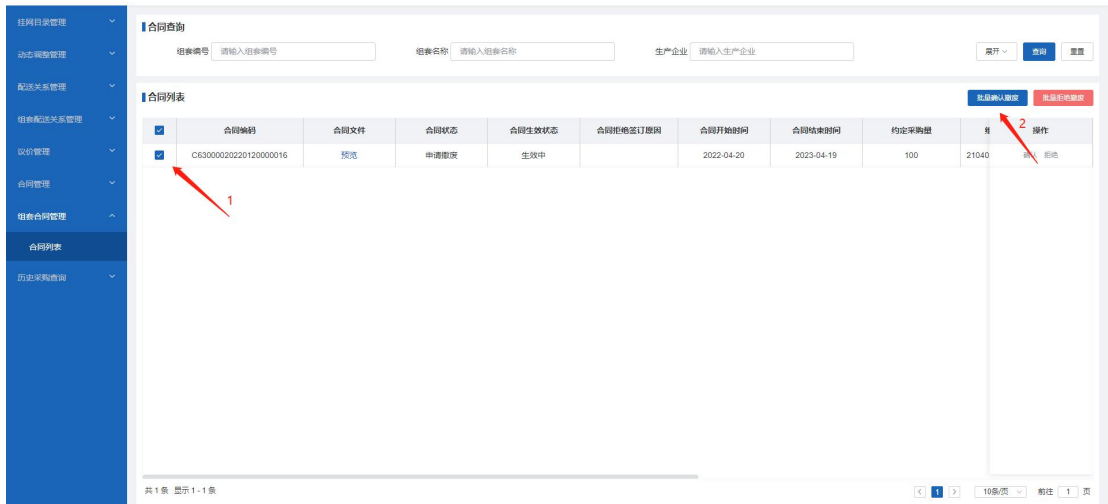 挂网目录管理
动态调整管理
配送关系管理
组套配送关系管理
议价管理
合同管理
组套合同管理
合同列表
历史采购查询
合同查询
组套编号 请输入组套编号 组套名称 请输入组套名称 生产企业 请输入生产企业 展开 查询 重置
合同列表 批量确认撤废 批量拒绝撤废
合同编码 合同文件 合同状态 合同生效状态 合同拒绝签订原因 合同开始时间 合同结束时间 约定采购量 操作
C63000020220120000016 预览 申请撤废 生效中 2022-04-20 2023-04-19 100 21040 确认 拒绝
1
2
共 1 条 显示 1 - 1 条 1 10条/页 前往 1 页